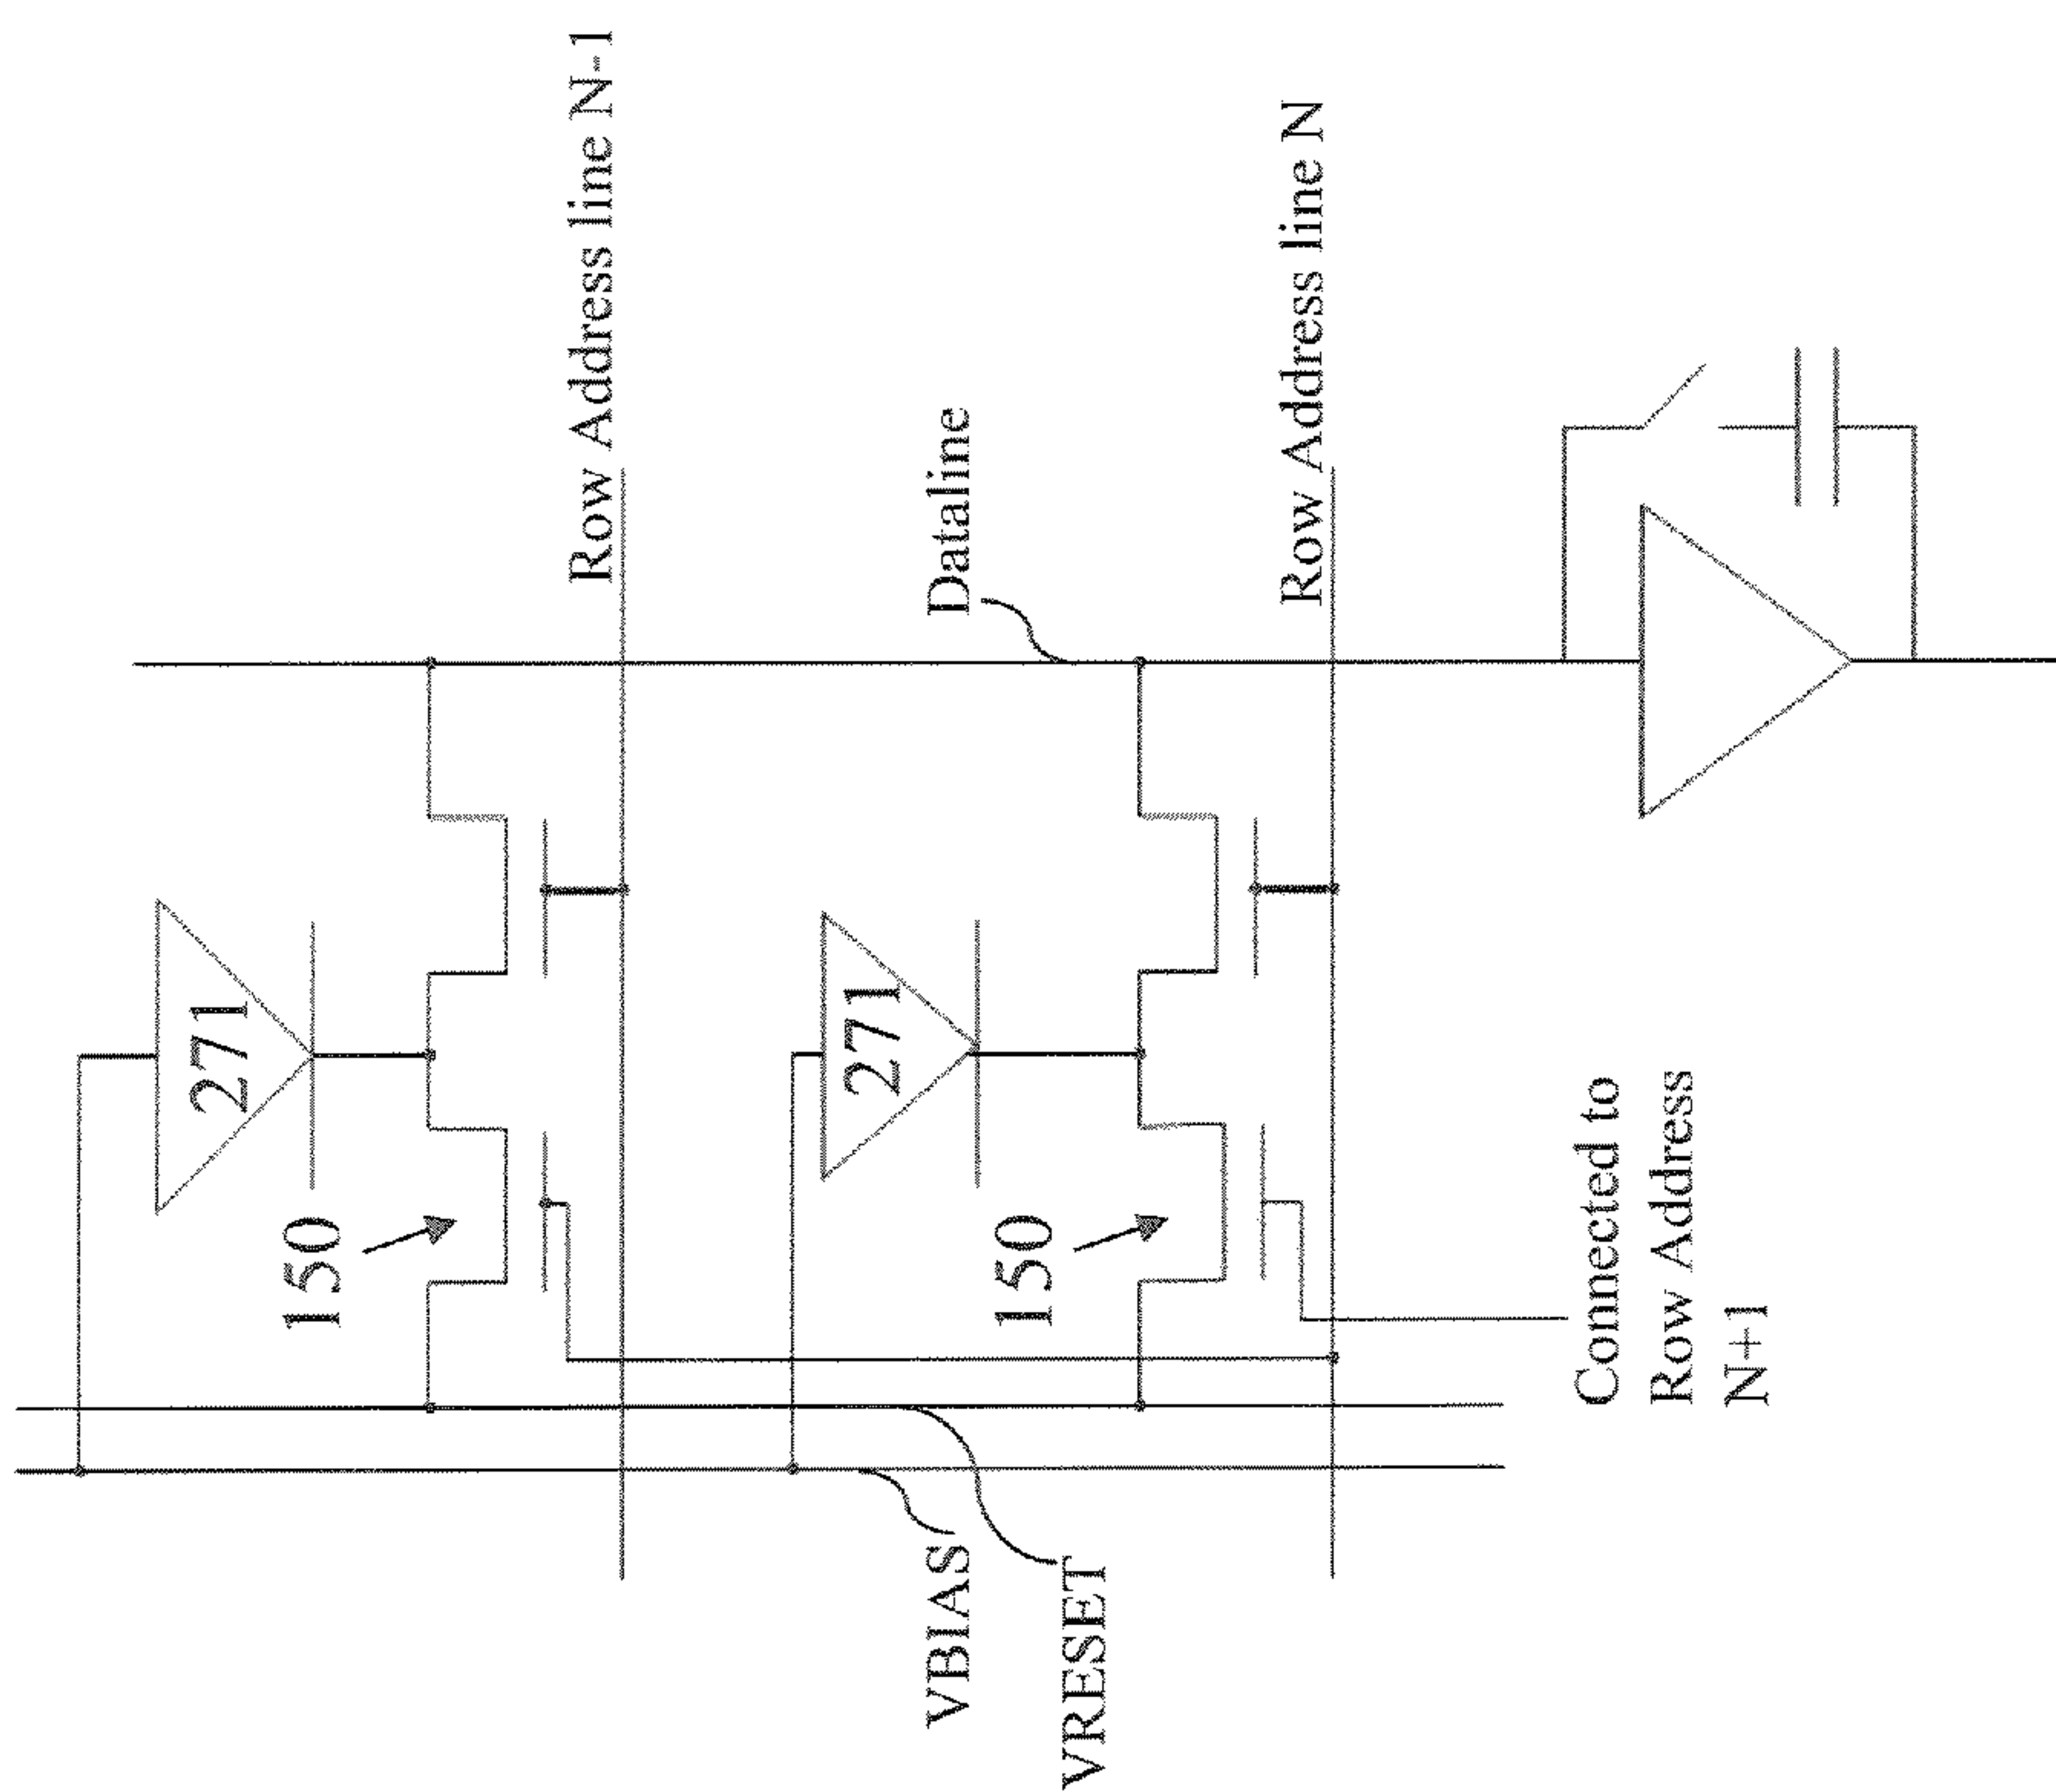 Row Address line N-1
Dataline
Row Address line N
271
271
150
150
Connected to
Row Address
N+1
VBIAS
VRESET